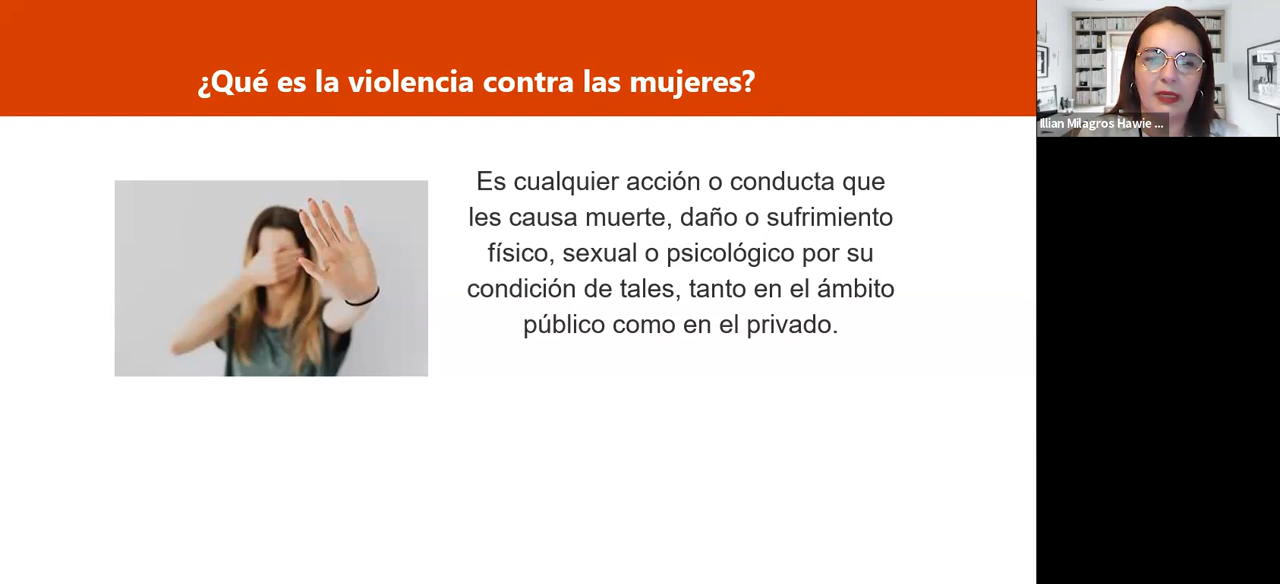 ¿Qué es la violencia contra las mujeres?
Es cualquier acción o conducta que
les causa muerte, daño o sufrimiento
físico, sexual o psicológico por su
condición de tales, tanto en el ámbito
público como en el privado.
illian Milagros Hawie ...